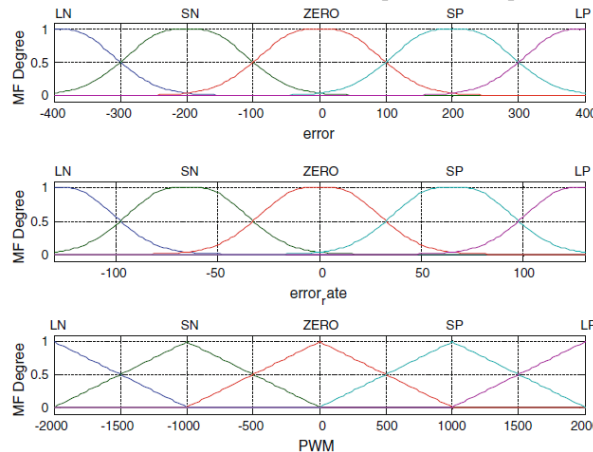 LN SN ZERO SP LP
1
0.5
0
MF Degree
-400 -300 -200 -100 0 100 200 300 400
error
LN SN ZERO SP LP
1
0.5
0
MF Degree
-100 -50 0 50 100
error_rate
LN SN ZERO SP LP
1
0.5
0
MF Degree
-2000 -1500 -1000 -500 0 500 1000 1500 2000
PWM